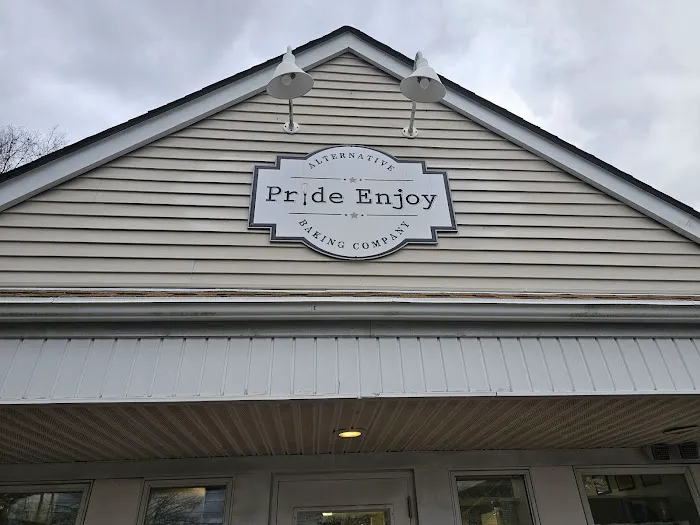 ALTERNATIVE
Pride Enjoy
BAKING COMPANY